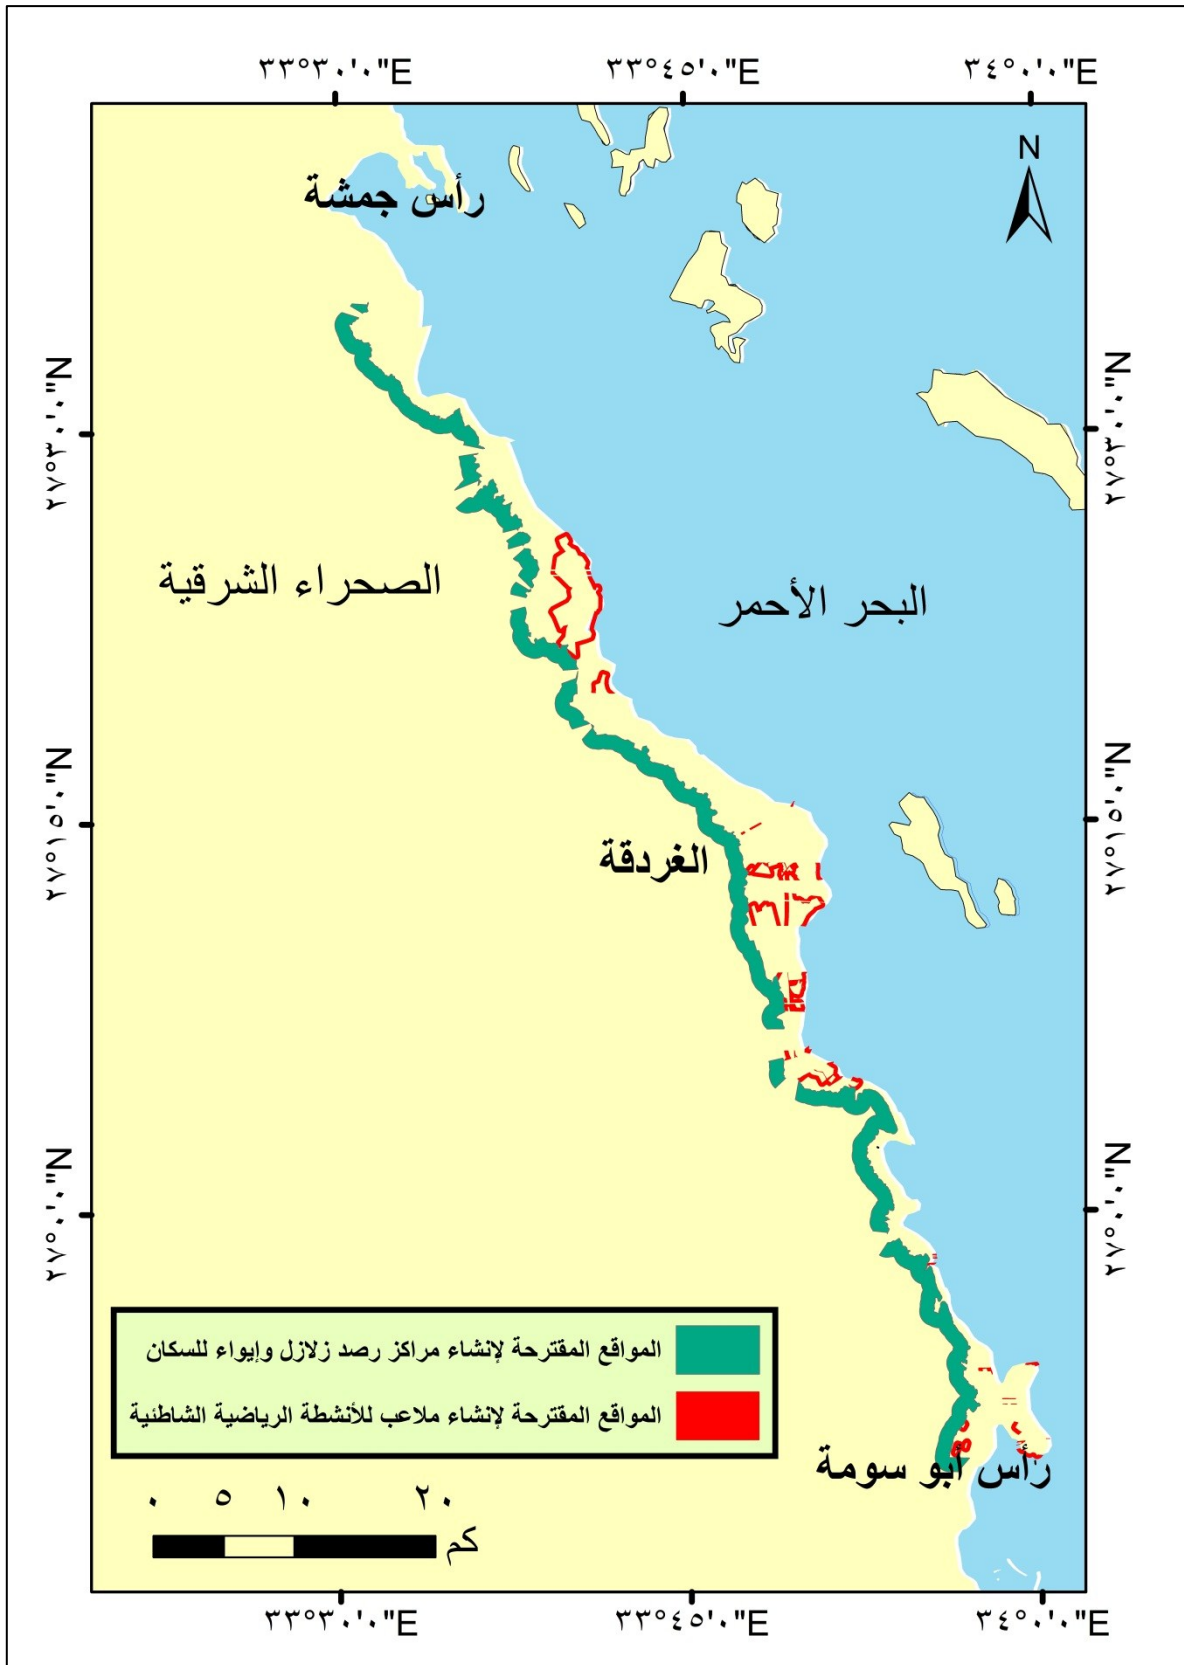 ٣٣°٣٠'٠"E ٣٣°٤٥'٠"E ٣٤°٠'٠"E
N
رأس جمشة
٢٧°٣٠'٠"N
٢٧°٣٠'٠"N
الصحراء الشرقية
البحر الأحمر
٢٧°١٥'٠"N
٢٧°١٥'٠"N
الغردقة
٢٧°٠'٠"N
٢٧°٠'٠"N
المواقع المقترحة لإنشاء مراكز رصد زلازل وإيواء للسكان
المواقع المقترحة لإنشاء ملاعب للأنشطة الرياضية الشاطئية
رأس أبو سومة
٠ ٥ ١٠ ٢٠
كم
٣٣°٣٠'٠"E ٣٣°٤٥'٠"E ٣٤°٠'٠"E